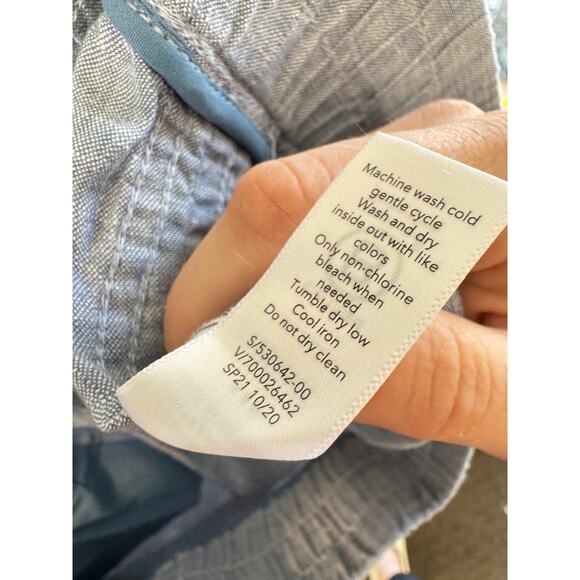 Machine wash cold
gentle cycle
Wash and dry
inside out with like
colors
Only non-chlorine
bleach when
needed
Tumble dry low
Cool iron
Do not dry clean
S/530642-00
V/700026462
SP21 10/20